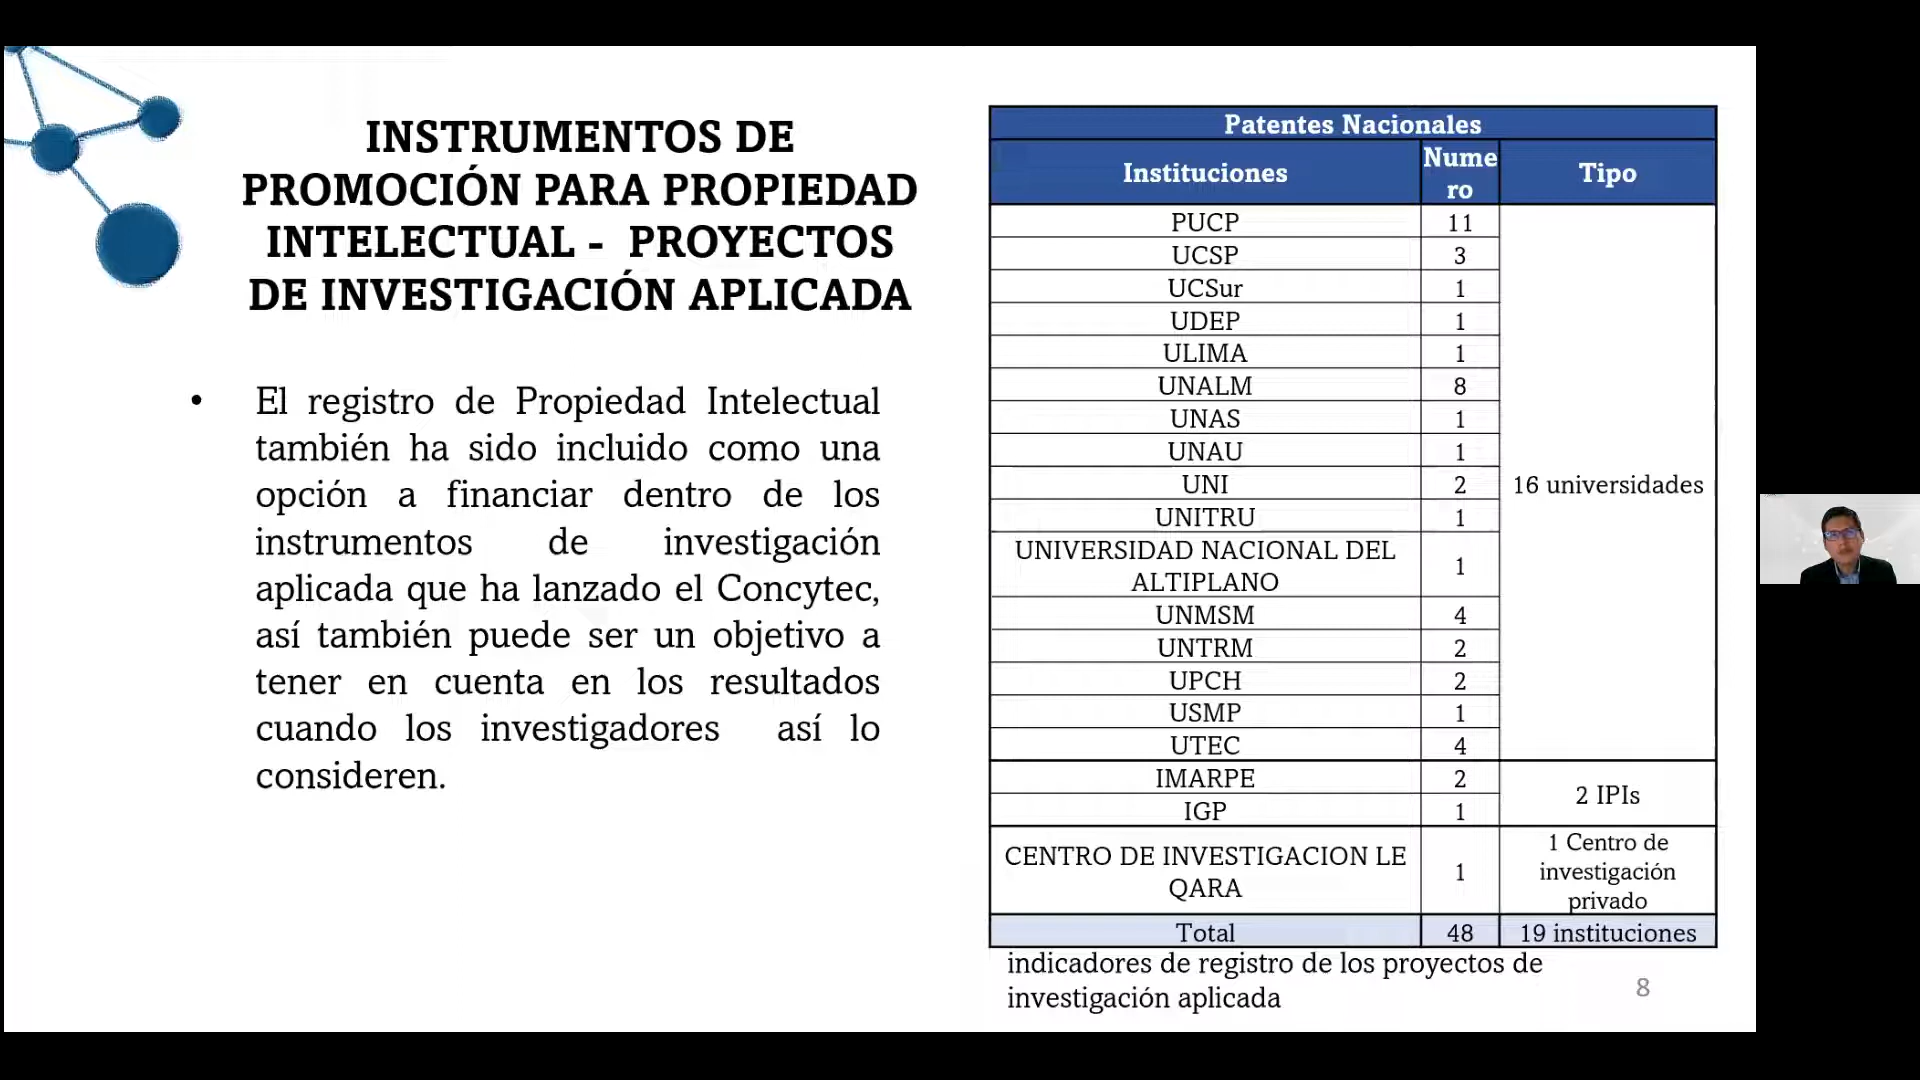 INSTRUMENTOS DE
PROMOCIÓN PARA PROPIEDAD
INTELECTUAL - PROYECTOS
DE INVESTIGACIÓN APLICADA
• El registro de Propiedad Intelectual
también ha sido incluido como una
opción a financiar dentro de los
instrumentos de investigación
aplicada que ha lanzado el Concytec,
así también puede ser un objetivo a
tener en cuenta en los resultados
cuando los investigadores así lo
consideren.
Patentes Nacionales
Instituciones Nume
ro Tipo
PUCP 11
UCSP 3
UCSur 1
UDEP 1
ULIMA 1
UNALM 8
UNAS 1
UNAU 1
UNI 2 16 universidades
UNITRU 1
UNIVERSIDAD NACIONAL DEL
ALTIPLANO 1
UNMSM 4
UNTRM 2
UPCH 2
USMP 1
UTEC 4
IMARPE 2
2 IPIs
IGP 1
CENTRO DE INVESTIGACION LE
QARA 1
1 Centro de
investigación
privado
Total 48 19 instituciones
indicadores de registro de los proyectos de
investigación aplicada
8